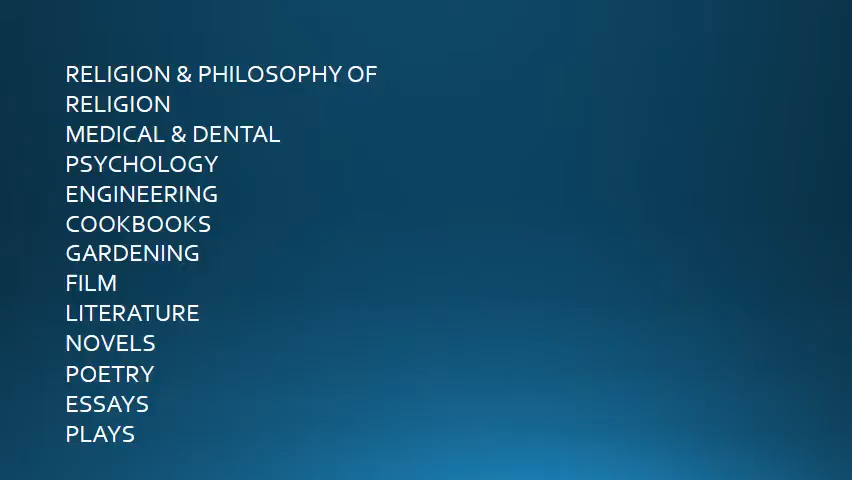 RELIGION & PHILOSOPHY OF
RELIGION
MEDICAL & DENTAL
PSYCHOLOGY
ENGINEERING
COOKBOOKS
GARDENING
FILM
LITERATURE
NOVELS
POETRY
ESSAYS
PLAYS